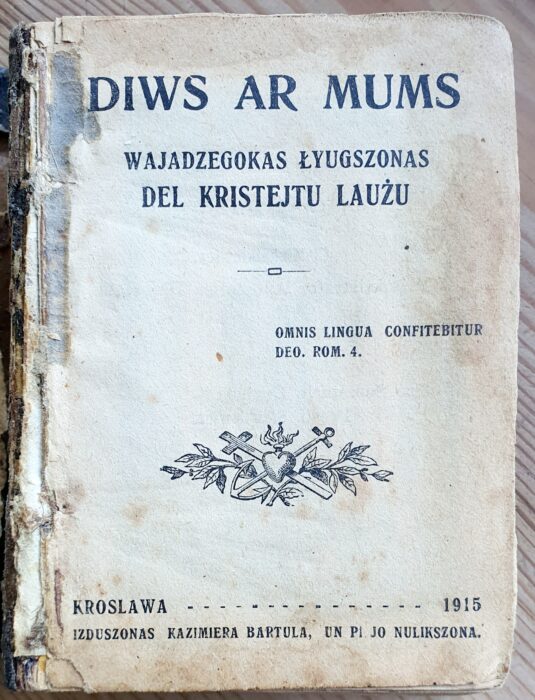 DIWS AR MUMS
WAJADZEGOKAS ŁYUGSZONAS
DEL KRISTEJTU LAUŻU
OMNIS LINGUA CONFITEBITUR
DEO. ROM. 4.
KROSLAWA - - - - - - - - - - - - - - - - 1915
IZDUSZONAS KAZIMIERA BARTULA, UN PI JO NULIKSZONA.